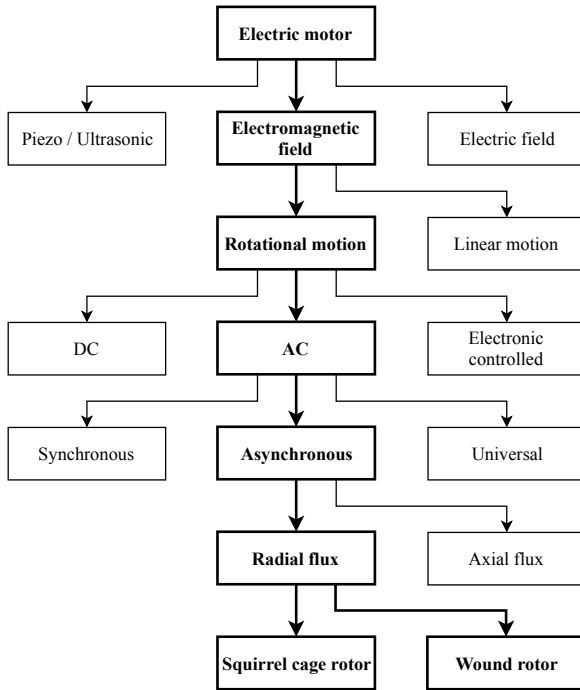 Electric motor
Piezo / Ultrasonic
Electromagnetic
field
Electric field
Rotational motion
Linear motion
DC
AC
Electronic
controlled
Synchronous
Asynchronous
Universal
Radial flux
Axial flux
Squirrel cage rotor
Wound rotor